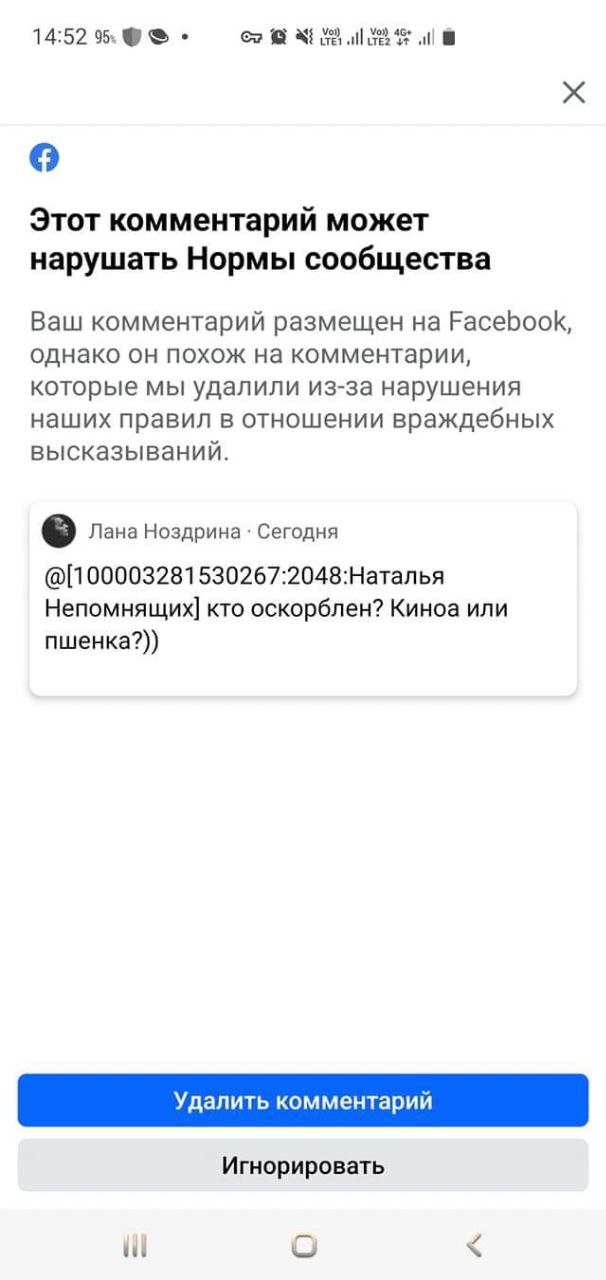 14:52 95%
Vo)) LTE1 Vo)) LTE2 4G+
Этот комментарий может
нарушать Нормы сообщества
Ваш комментарий размещен на Facebook,
однако он похож на комментарии,
которые мы удалили из-за нарушения
наших правил в отношении враждебных
высказываний.
Лана Ноздрина · Сегодня
@[100003281530267:2048:Наталья
Непомнящих] кто оскорблен? Киноа или
пшенка?))
Удалить комментарий
Игнорировать